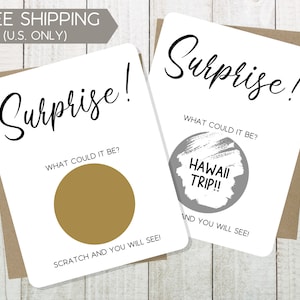 EE SHIPPING
(U.S. ONLY)
Surprise!
WHAT COULD IT BE?
SCRATCH AND YOU WILL SEE!
Surprise!
WHAT COULD IT BE?
HAWAII
TRIP!!
AND YOU WILL SEE!